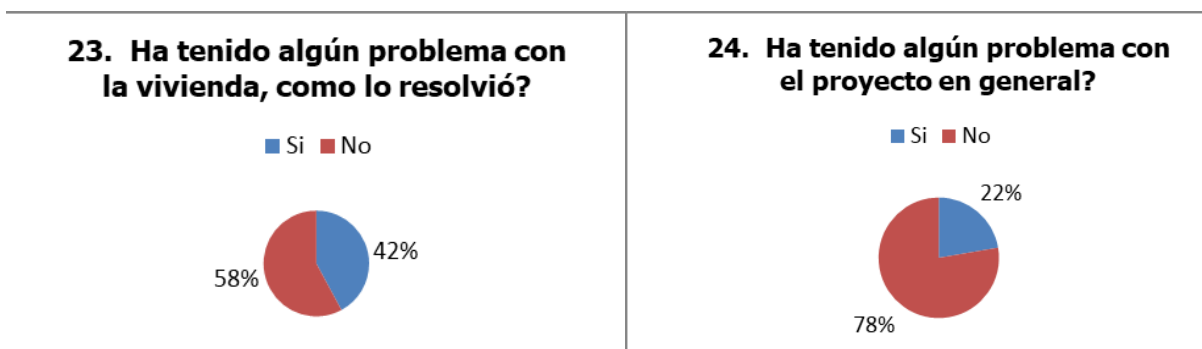 23. Ha tenido algún problema con
la vivienda, como lo resolvió?
Si No
42%
58%
24. Ha tenido algún problema con
el proyecto en general?
Si No
22%
78%